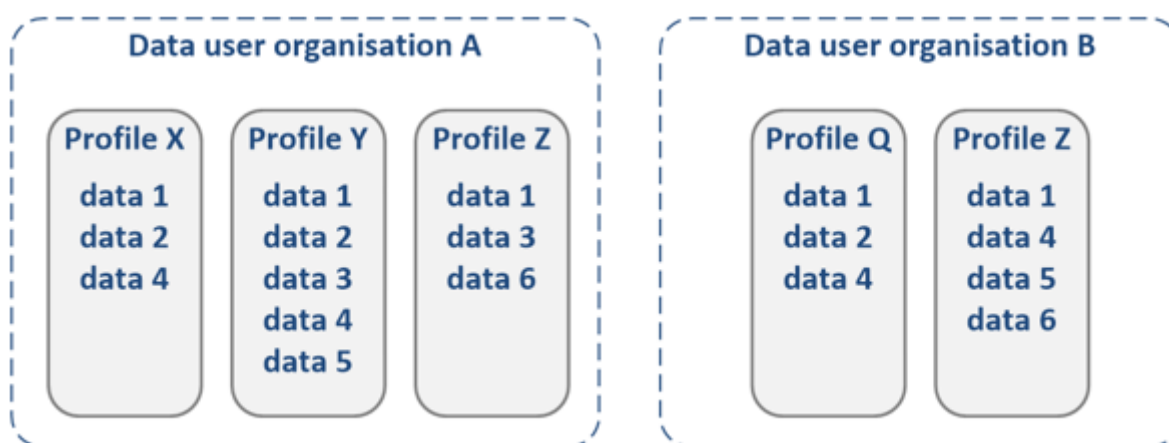 Data user organisation A
Profile X
data 1
data 2
data 4
Profile Y
data 1
data 2
data 3
data 4
data 5
Profile Z
data 1
data 3
data 6
Data user organisation B
Profile Q
data 1
data 2
data 4
Profile Z
data 1
data 4
data 5
data 6